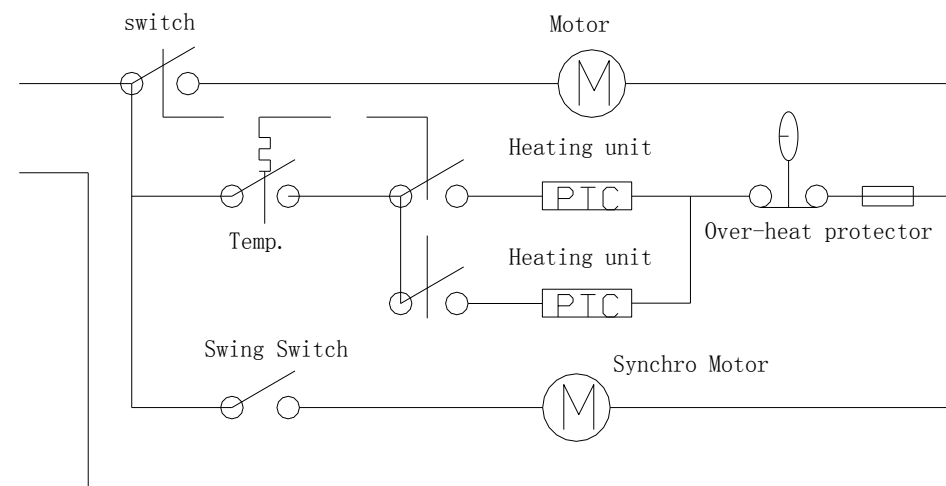 switch
Motor
M
Heating unit
PTC
Temp.
Over-heat protector
Heating unit
PTC
Swing Switch
Synchro Motor
M